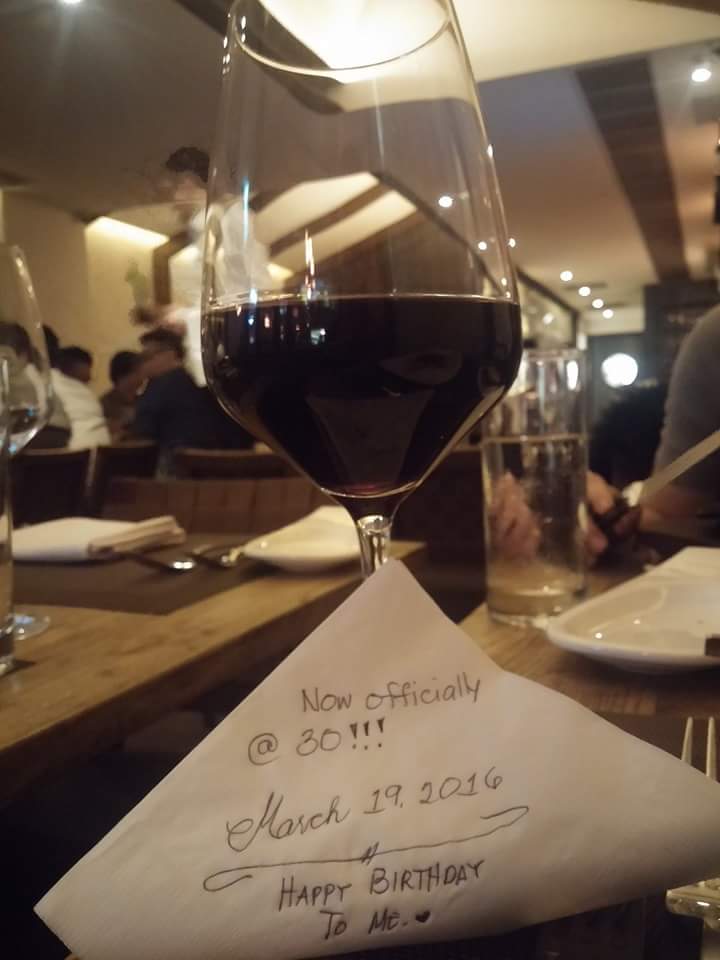 Now officially
@ 30!!!
March 19, 2016
HAPPY BIRTHDAY
TO ME. ♥